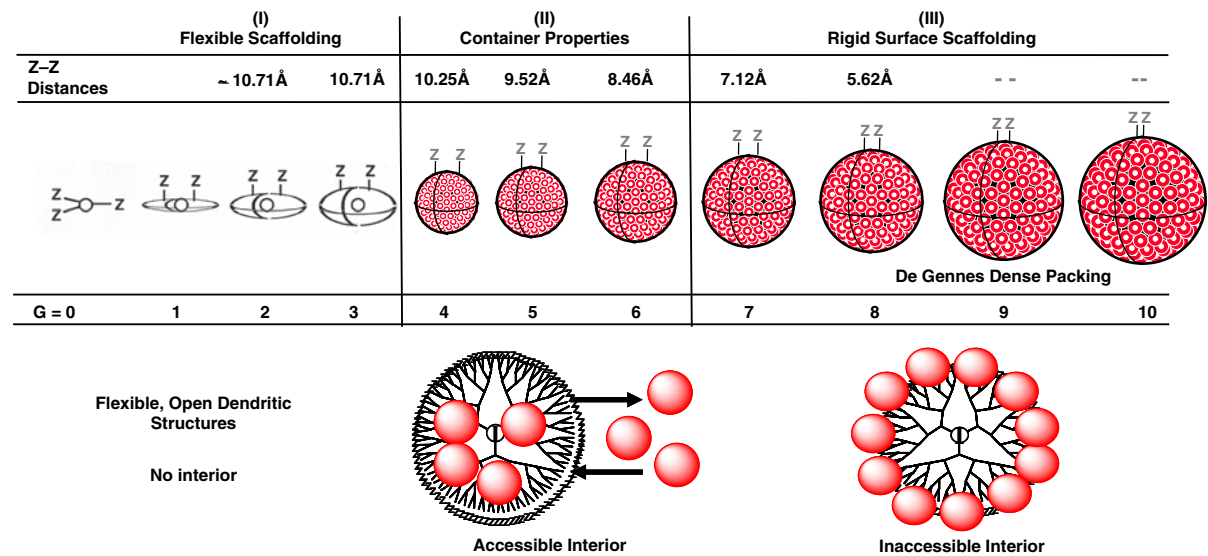 (I)
Flexible Scaffolding
(II)
Container Properties
(III)
Rigid Surface Scaffolding
Z–Z
Distances
~ 10.71Å 10.71Å 10.25Å 9.52Å 8.46Å 7.12Å 5.62Å - - --
Z Z Z
Z Z
Z Z
Z Z
Z Z
Z Z
Z Z
Z Z
Z Z
Z Z
Z Z
De Gennes Dense Packing
G = 0 1 2 3 4 5 6 7 8 9 10
Flexible, Open Dendritic
Structures
No interior
Accessible Interior
Inaccessible Interior